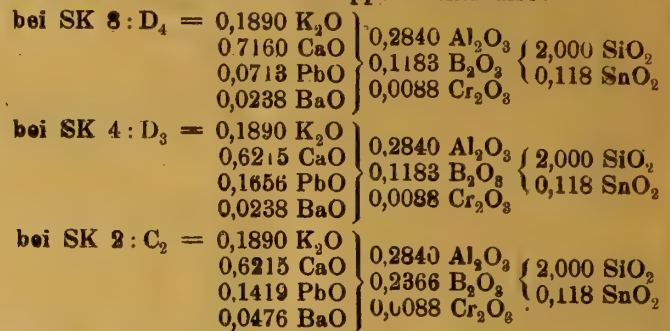 bei SK 8 : D₄ = 0,1890 K₂O
0.7160 CaO
0,0713 PbO
0,0238 BaO
0,2840 Al₂O₃
0,1183 B₂O₃
0,0088 Cr₂O₃
2,000 SiO₂
0,118 SnO₂
bei SK 4 : D₃ = 0,1890 K₂O
0,6215 CaO
0,1656 PbO
0,0238 BaO
0,2840 Al₂O₃
0,1183 B₂O₃
0,0088 Cr₂O₃
2,000 SiO₂
0,118 SnO₂
bei SK 2 : C₂ = 0,1890 K₂O
0,6215 CaO
0,1419 PbO
0,0476 BaO
0,2840 Al₂O₃
0,2366 B₂O₃
0,0088 Cr₂O₃
2,000 SiO₂
0,118 SnO₂